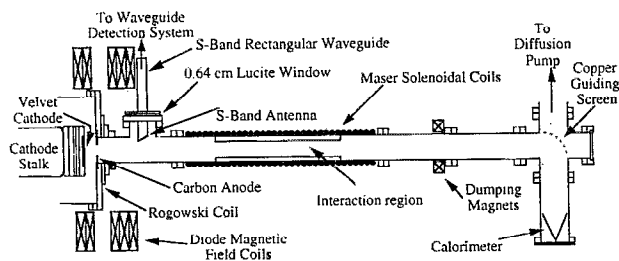 To Waveguide
Detection System
S-Band Rectangular Waveguide
0.64 cm Lucite Window
Maser Solenoidal Coils
To
Diffusion
Pump
Copper
Guiding
Screen
Velvet
Cathode
S-Band Antenna
Cathode
Stalk
Carbon Anode
Interaction region
Dumping
Magnets
Rogowski Coil
Calorimeter
Diode Magnetic
Field Coils